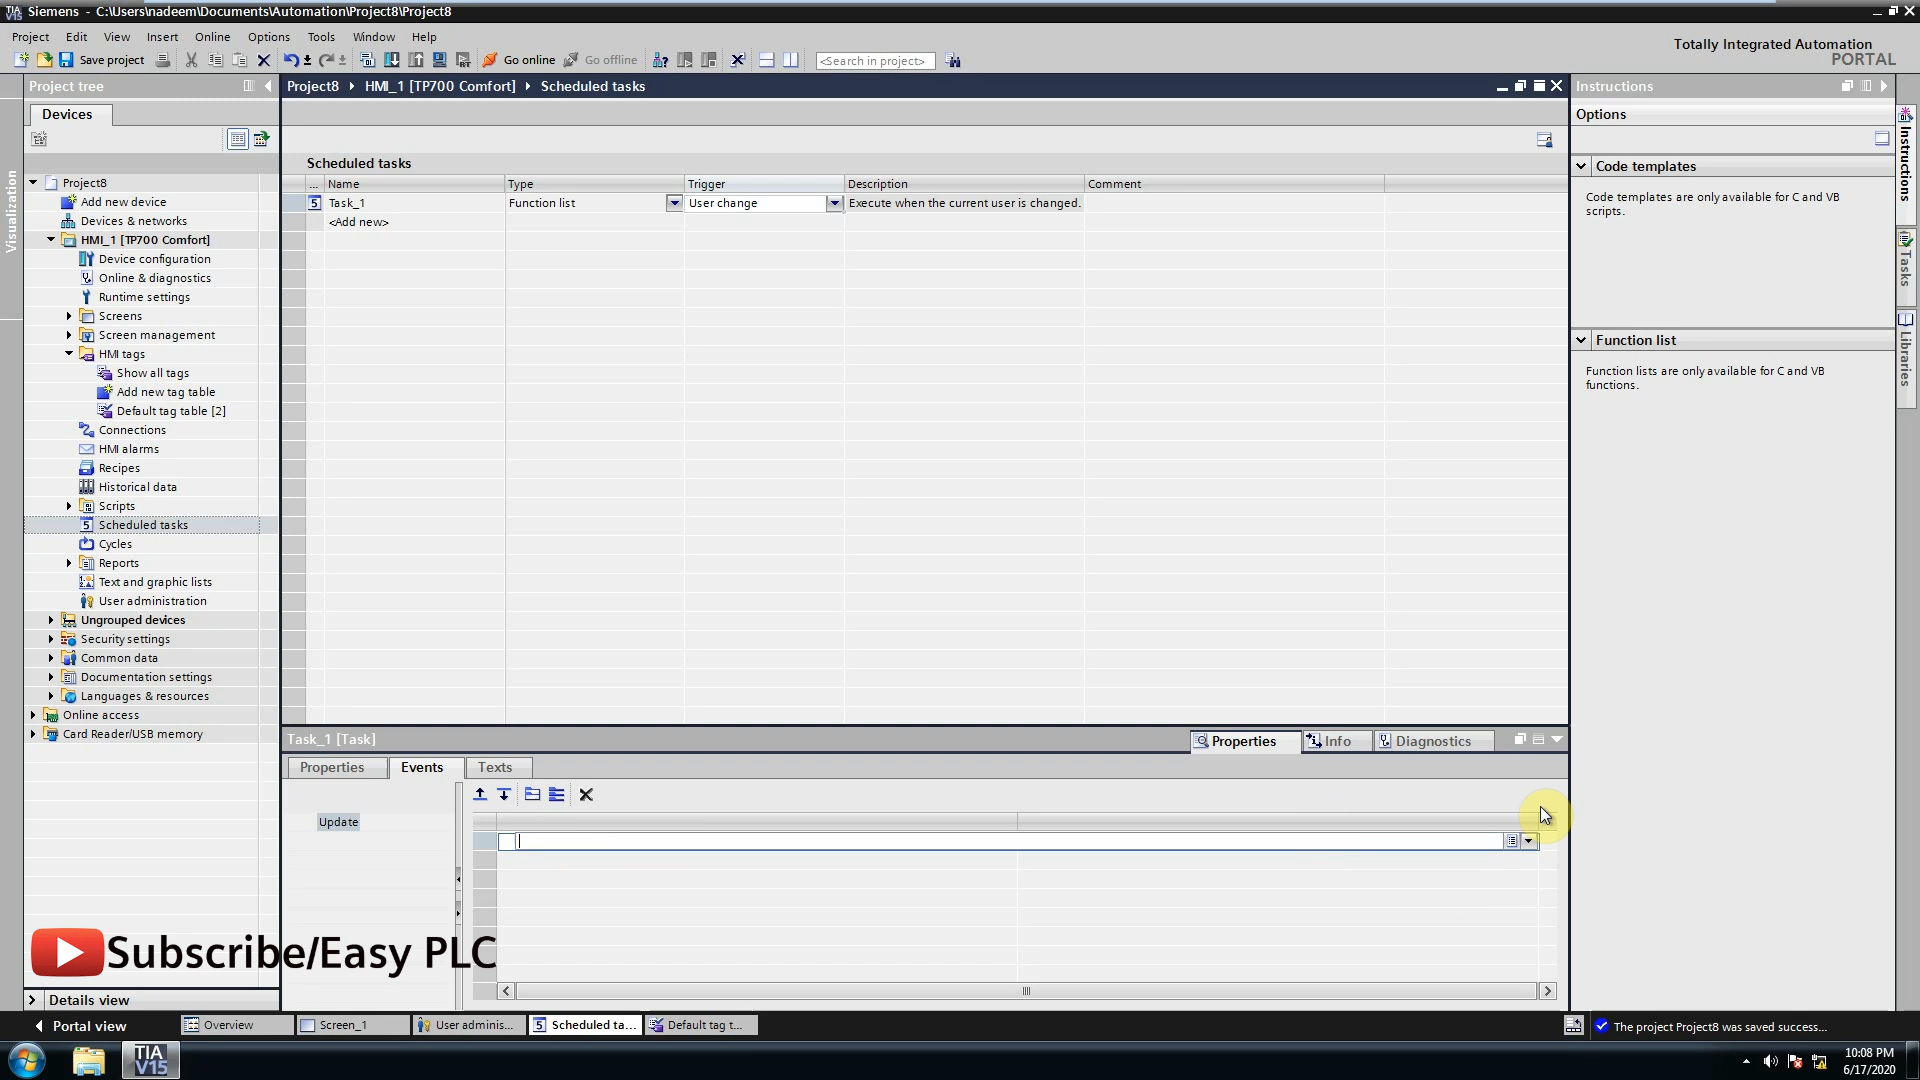 Siemens - C:\Users\nadeem\Documents\Automation\Project8\Project8
Project Edit View Insert Online Options Tools Window Help
Totally Integrated Automation
PORTAL
Save project Go online Go offline <Search in project>
Project tree
Project8 HMI_1 [TP700 Comfort] Scheduled tasks
Instructions
Devices
Options
Scheduled tasks
... Name Type Trigger Description Comment
Task_1 Function list User change Execute when the current user is changed.
<Add new>
Code templates
Code templates are only available for C and VB
scripts.
Function list
Function lists are only available for C and VB
functions.
Visualization
Instructions
Tasks
Libraries
Project8
Add new device
Devices & networks
HMI_1 [TP700 Comfort]
Device configuration
Online & diagnostics
Runtime settings
Screens
Screen management
HMI tags
Show all tags
Add new tag table
Default tag table [2]
Connections
HMI alarms
Recipes
Historical data
Scripts
Scheduled tasks
Cycles
Reports
Text and graphic lists
User administration
Ungrouped devices
Security settings
Common data
Documentation settings
Languages & resources
Online access
Card Reader/USB memory
Task_1 [Task]
Properties Info Diagnostics
Properties Events Texts
Update
Subscribe/Easy PLC
Details view
Portal view Overview Screen_1 User adminis... Scheduled ta... Default tag t... The project Project8 was saved success...
TIA
V15
10:08 PM
6/17/2020